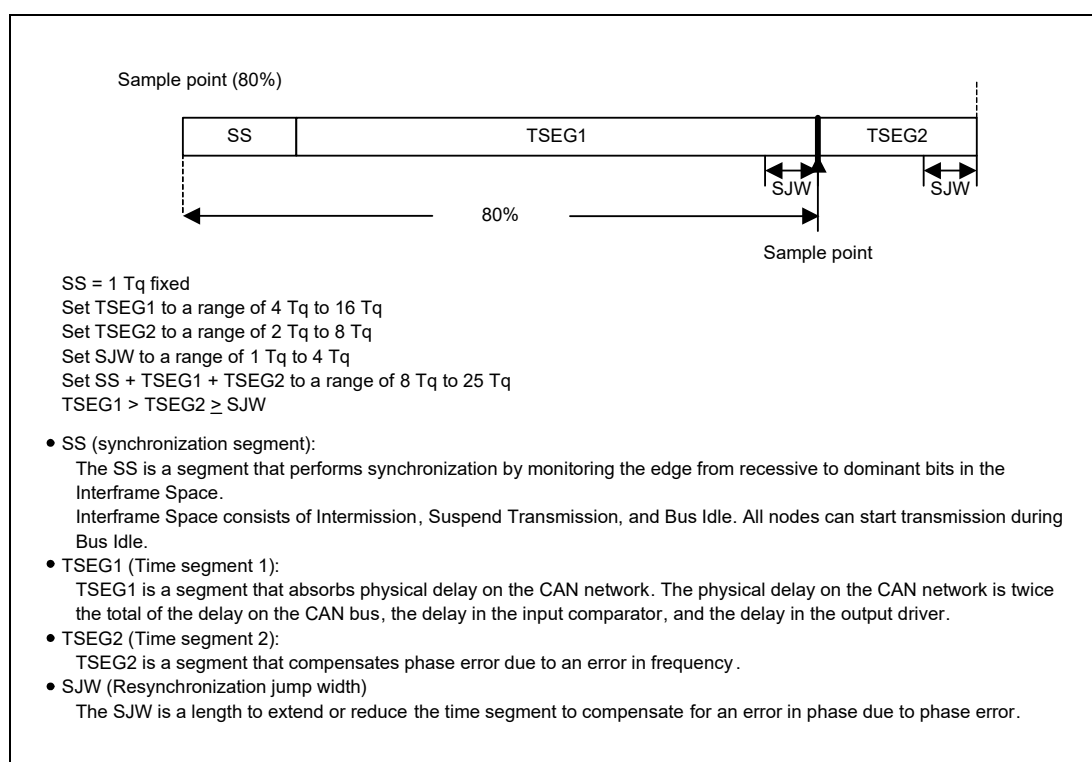 Sample point (80%)
SS
TSEG1
TSEG2
SJW
SJW
80%
Sample point
SS = 1 Tq fixed
Set TSEG1 to a range of 4 Tq to 16 Tq
Set TSEG2 to a range of 2 Tq to 8 Tq
Set SJW to a range of 1 Tq to 4 Tq
Set SS + TSEG1 + TSEG2 to a range of 8 Tq to 25 Tq
TSEG1 > TSEG2 ≥ SJW
• SS (synchronization segment):
The SS is a segment that performs synchronization by monitoring the edge from recessive to dominant bits in the
Interframe Space.
Interframe Space consists of Intermission, Suspend Transmission, and Bus Idle. All nodes can start transmission during
Bus Idle.
• TSEG1 (Time segment 1):
TSEG1 is a segment that absorbs physical delay on the CAN network. The physical delay on the CAN network is twice
the total of the delay on the CAN bus, the delay in the input comparator, and the delay in the output driver.
• TSEG2 (Time segment 2):
TSEG2 is a segment that compensates phase error due to an error in frequency.
• SJW (Resynchronization jump width)
The SJW is a length to extend or reduce the time segment to compensate for an error in phase due to phase error.